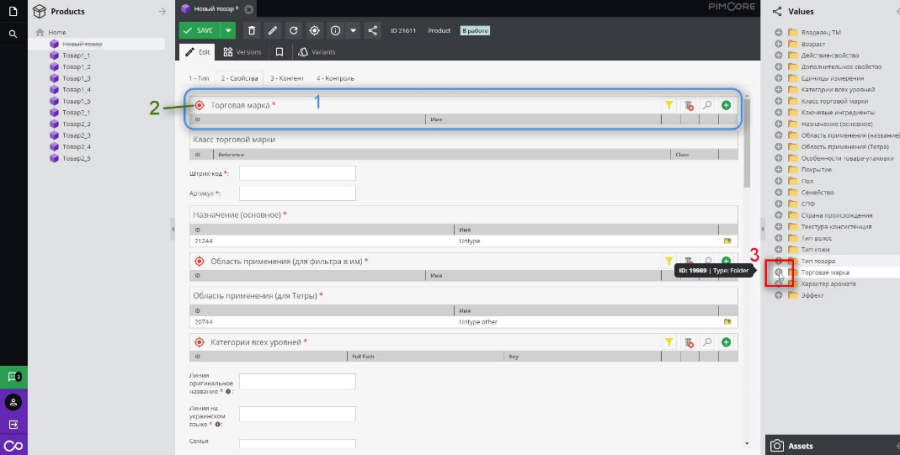 Products
Home
Новый товар
Товар1_1
Товар1_2
Товар1_3
Товар1_4
Товар1_5
Товар2_1
Товар2_2
Товар2_3
Товар2_4
Товар2_5
Новый товар *
PIMCORE
SAVE
ID 21611 Product В работе
Edit Versions Variants
1 - Тип 2 - Свойства 3 - Контент 4 - Контроль
2
1
Торговая марка *
ID Имя
Класс торговой марки
ID Reference Class
Штрих-код *:
Артикул *:
Назначение (основное) *
ID Имя
21244 Untype
Область применения (для фильтра в им) *
ID Имя
Область применения (для Тетры) *
ID Имя
20744 Untype other
Категории всех уровней *
ID Full Path Key
Линия
оригинальное
название *
Линия на
украинском
языке *
Семья
Values
Владелец ТМ
Возраст
Действие-свойство
Дополнительное свойство
Единицы измерения
Категории всех уровней
Класс торговой марки
Ключевые ингредиенты
Назначение (основное)
Область применения (название)
Область применения (Тетра)
Особенности товара-упаковки
Покрытие
Пол
Семейство
СПФ
Страна происхождения
Текстура-консистенция
Тип волос
Тип кожи
Тип товара
Торговая марка
Характер аромата
Эффект
3
ID: 19989 | Type: Folder
Assets